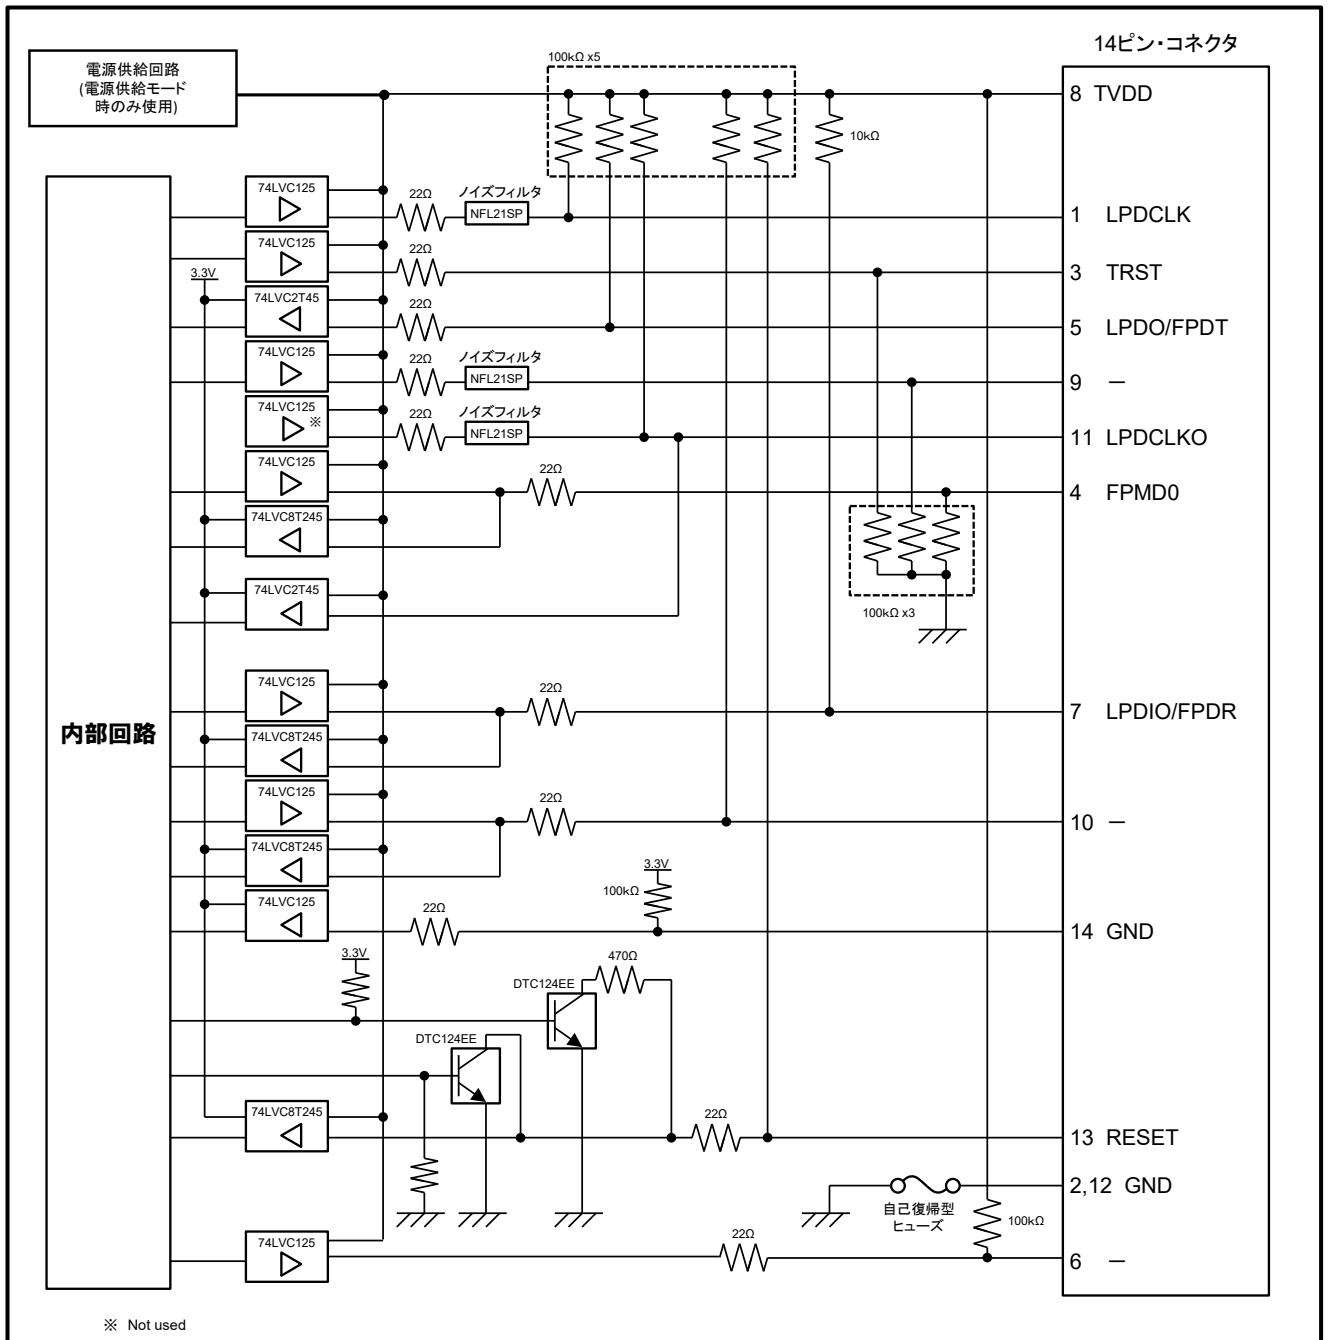 14ピン・コネクタ
電源供給回路
(電源供給モード
時のみ使用)
100kΩ x5
8 TVDD
10kΩ
74LVC125
22Ω
ノイズフィルタ
NFL21SP
1 LPDCLK
74LVC125
22Ω
3 TRST
3.3V
74LVC2T45
22Ω
5 LPDO/FPDT
74LVC125
22Ω
ノイズフィルタ
NFL21SP
9 －
74LVC125
※
22Ω
ノイズフィルタ
NFL21SP
11 LPDCLKO
74LVC125
22Ω
4 FPMD0
74LVC8T245
74LVC2T45
100kΩ x3
内部回路
74LVC125
22Ω
7 LPDIO/FPDR
74LVC8T245
74LVC125
22Ω
10 －
74LVC8T245
3.3V
100kΩ
74LVC125
22Ω
14 GND
3.3V
470Ω
DTC124EE
DTC124EE
74LVC8T245
22Ω
13 RESET
2,12 GND
自己復帰型
ヒューズ
100kΩ
74LVC125
22Ω
6 －
※ Not used